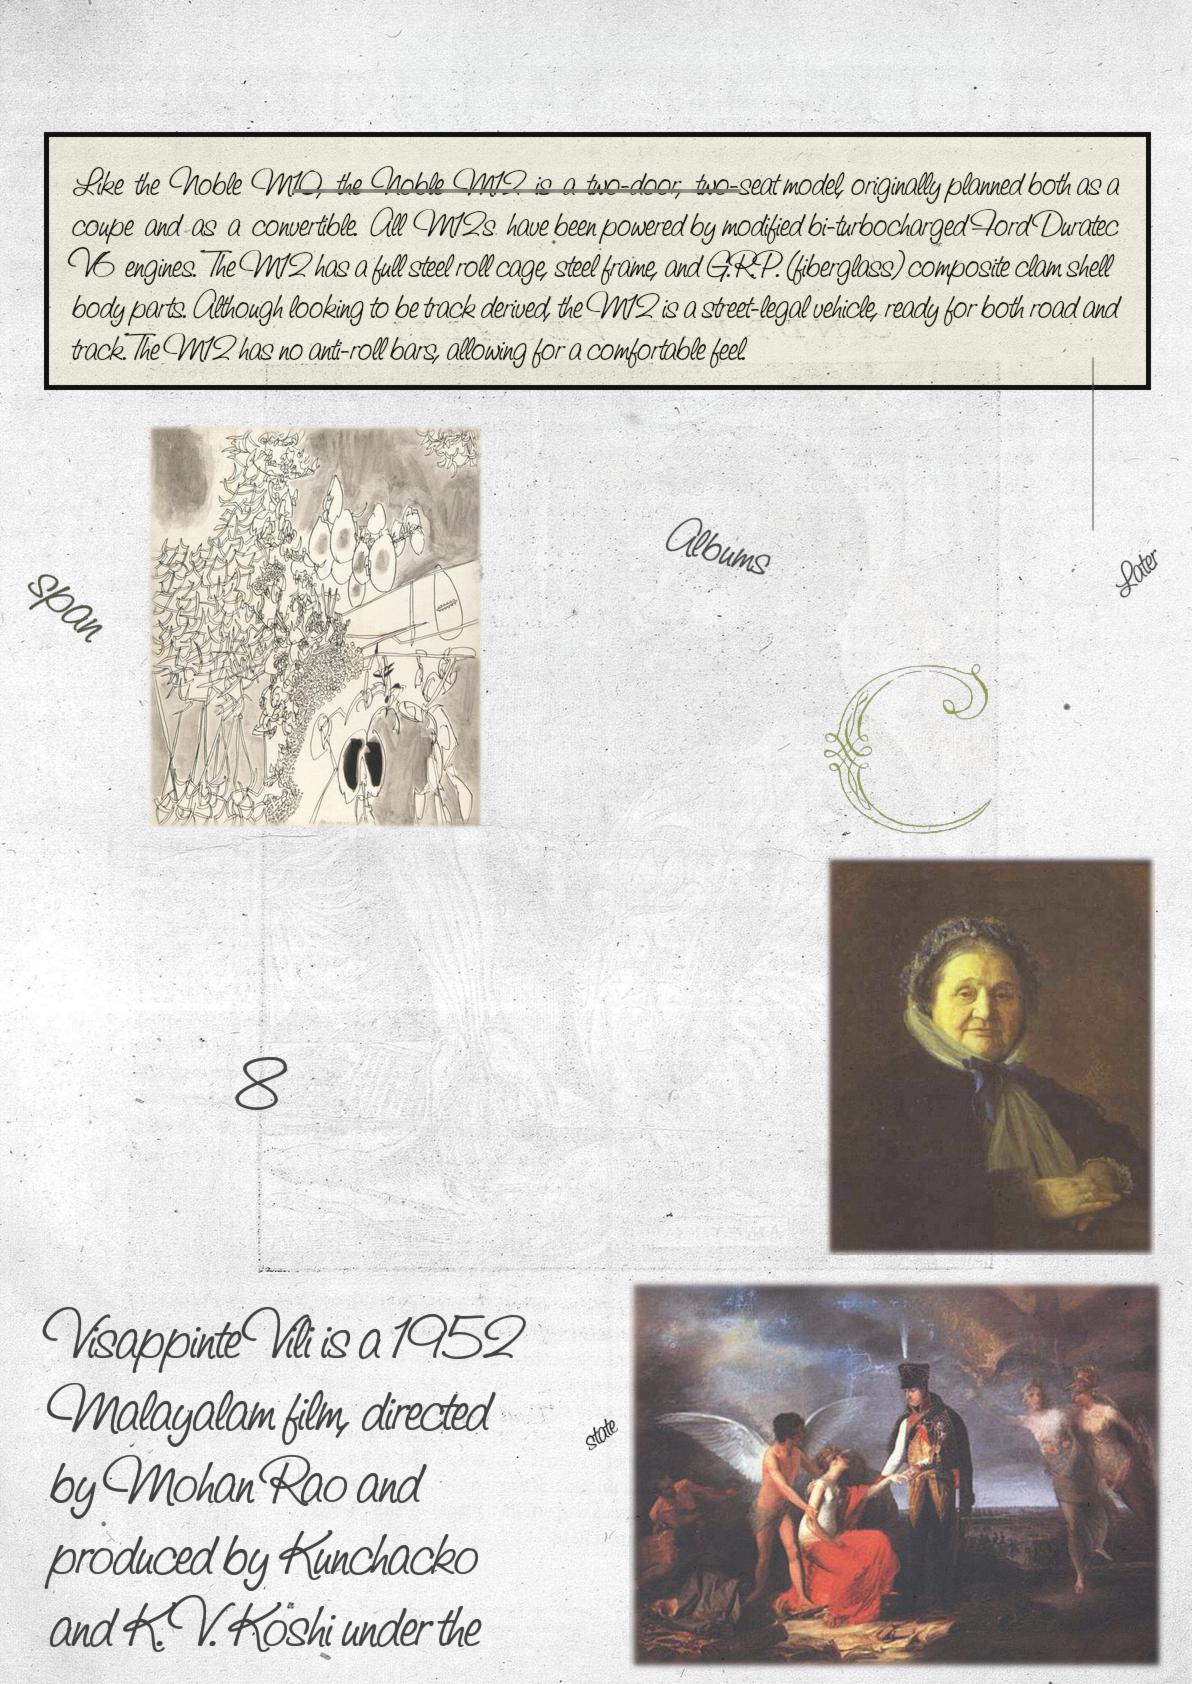 Like the Noble M10, the Noble M12 is a two-door, two-seat model, originally planned both as a
coupe and as a convertible. All M12s have been powered by modified bi-turbocharged Ford Duratec
V6 engines. The M12 has a full steel roll cage, steel frame, and G.R.P. (fiberglass) composite clam shell
body parts. Although looking to be track derived, the M12 is a street-legal vehicle, ready for both road and
track. The M12 has no anti-roll bars, allowing for a comfortable feel.
Albums
Later
span
C
8
Visappinte Vili is a 1952
Malayalam film, directed
by Mohan Rao and
produced by Kunchacko
and K. V. Koshi under the
state